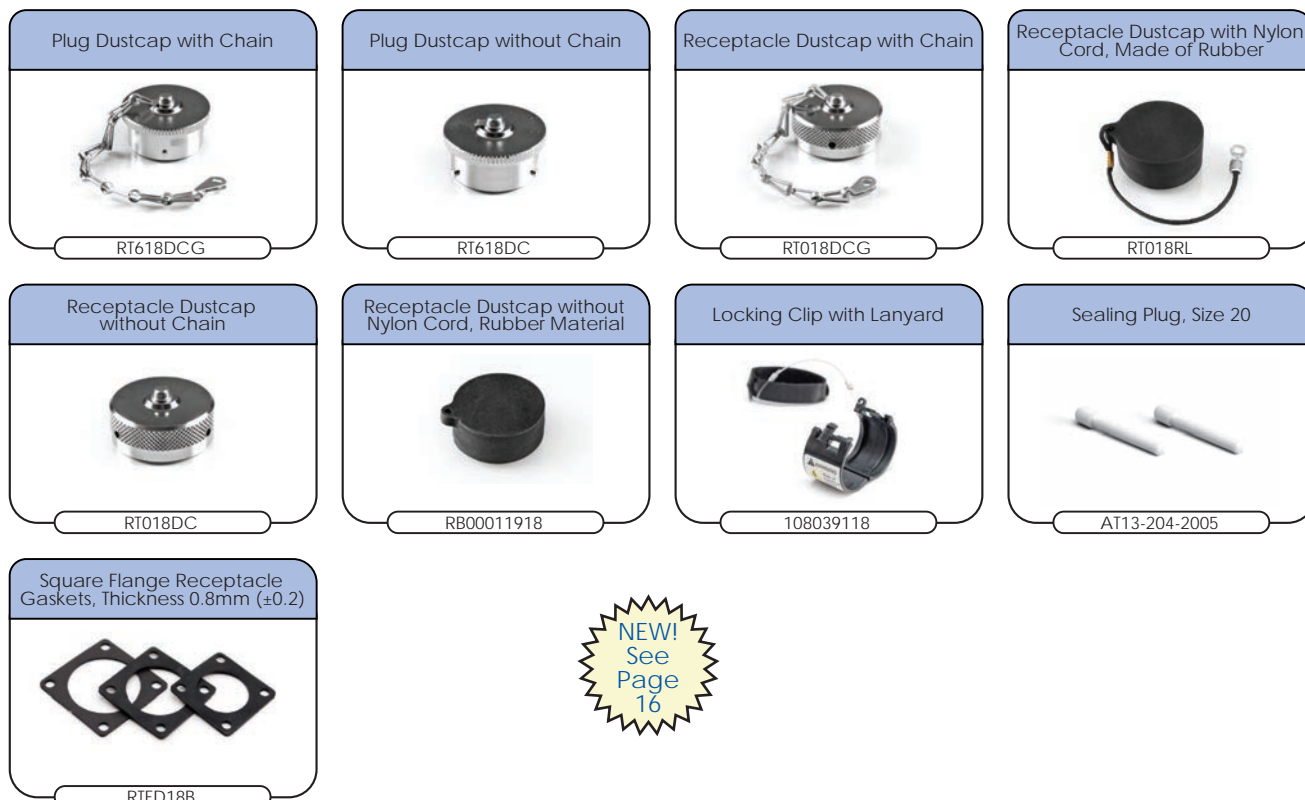 Plug Dustcap with Chain
RT618DCG
Plug Dustcap without Chain
RT618DC
Receptacle Dustcap with Chain
RT018DCG
Receptacle Dustcap with Nylon
Cord, Made of Rubber
RT018RL
Receptacle Dustcap
without Chain
RT018DC
Receptacle Dustcap without
Nylon Cord, Rubber Material
RB00011918
Locking Clip with Lanyard
108039118
Sealing Plug, Size 20
AT13-204-2005
Square Flange Receptacle
Gaskets, Thickness 0.8mm (±0.2)
RTFD18B
NEW!
See
Page
16